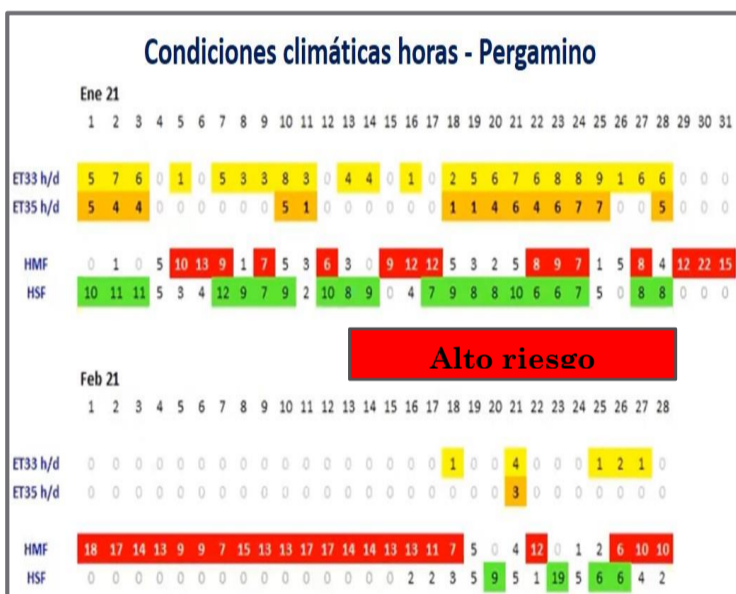 Condiciones climáticas horas - Pergamino
Ene 21
1 2 3 4 5 6 7 8 9 10 11 12 13 14 15 16 17 18 19 20 21 22 23 24 25 26 27 28 29 30 31
ET33 h/d 5 7 6 0 1 0 5 3 3 8 3 0 4 4 0 1 0 2 5 6 7 6 8 8 9 1 6 6 0 0 0
ET35 h/d 5 4 4 0 0 0 0 0 0 5 1 0 0 0 0 0 0 1 1 4 6 4 6 7 7 0 0 5 0 0 0
HMF 0 1 0 5 10 13 9 1 7 5 3 6 3 0 9 12 12 5 3 2 5 8 9 7 1 5 8 4 12 22 15
HSF 10 11 11 5 3 4 12 9 7 9 2 10 8 9 0 4 7 9 8 8 10 6 6 7 5 0 8 8 0 0 0
Alto riesgo
Feb 21
1 2 3 4 5 6 7 8 9 10 11 12 13 14 15 16 17 18 19 20 21 22 23 24 25 26 27 28
ET33 h/d 0 0 0 0 0 0 0 0 0 0 0 0 0 0 0 0 0 1 0 0 4 0 0 0 1 2 1 0
ET35 h/d 0 0 0 0 0 0 0 0 0 0 0 0 0 0 0 0 0 0 0 0 3 0 0 0 0 0 0 0
HMF 18 17 14 13 9 9 7 15 13 13 17 17 14 14 13 13 11 7 5 0 4 12 0 1 2 6 10 10
HSF 0 0 0 0 0 0 0 0 0 0 0 0 0 0 0 2 2 3 5 9 5 1 19 5 6 6 4 2